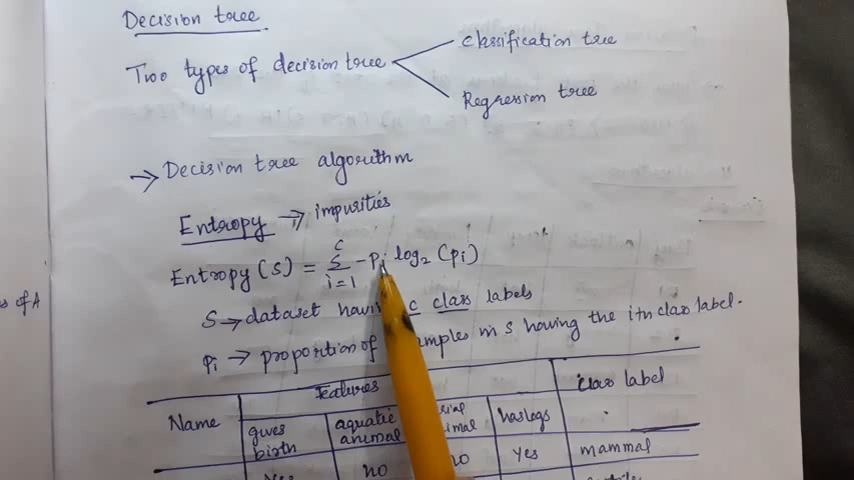 Decision tree
Two types of decision tree
Classification tree
Regression tree
→ Decision tree algorithm
Entropy ⇒ impurities
Entropy (S) = Σ -Pi log₂ (Pi)
c
i=1
S → dataset c class labels
Pi → proportion of in S having the ith class label.
s of A
Features
Class label
Name
gives birth
aquatic animal
has legs
no
no
Yes
mammal